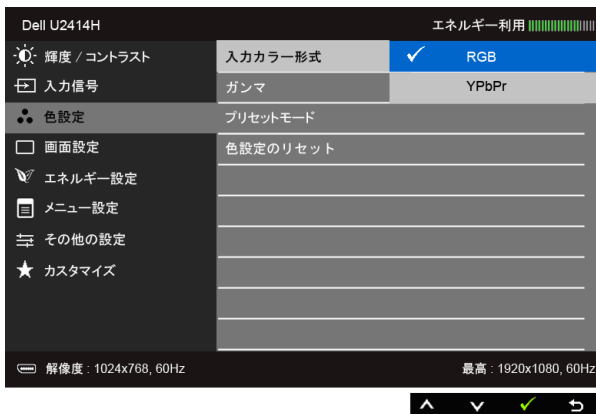 Dell U2414H エネルギー利用
輝度 / コントラスト 入力カラー形式 RGB
入力信号 ガンマ YPbPr
色設定 プリセットモード
画面設定 色設定のリセット
エネルギー設定
メニュー設定
その他の設定
カスタマイズ
解像度 : 1024x768, 60Hz 最高 : 1920x1080, 60Hz